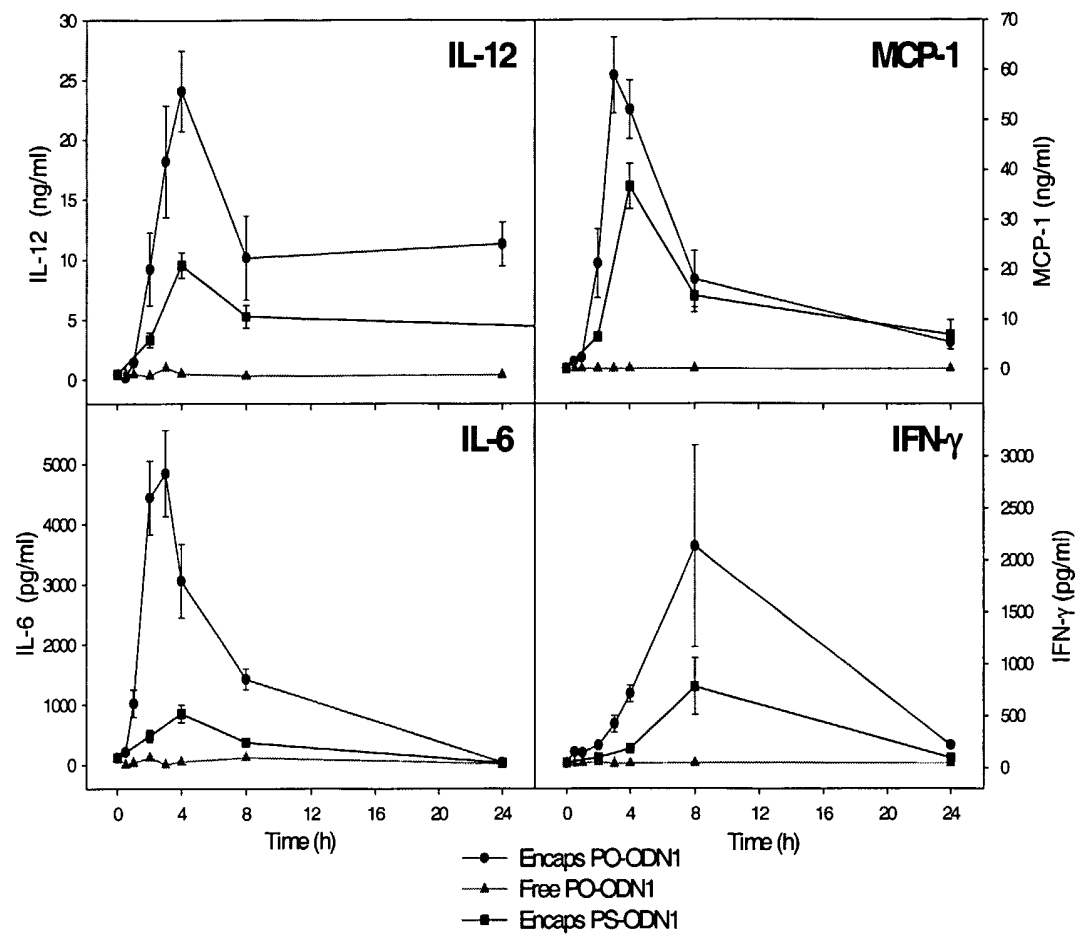 IL-12
30
25
20
15
10
5
0
IL-12 (ng/ml)
MCP-1
70
60
50
40
30
20
10
0
MCP-1 (ng/ml)
IL-6
5000
4000
3000
2000
1000
0
IL-6 (pg/ml)
IFN-γ
3000
2500
2000
1500
1000
500
0
IFN-γ (pg/ml)
0 4 8 12 16 20 24
0 4 8 12 16 20 24
Time (h)
Time (h)
Encaps PO-ODN1
Free PO-ODN1
Encaps PS-ODN1